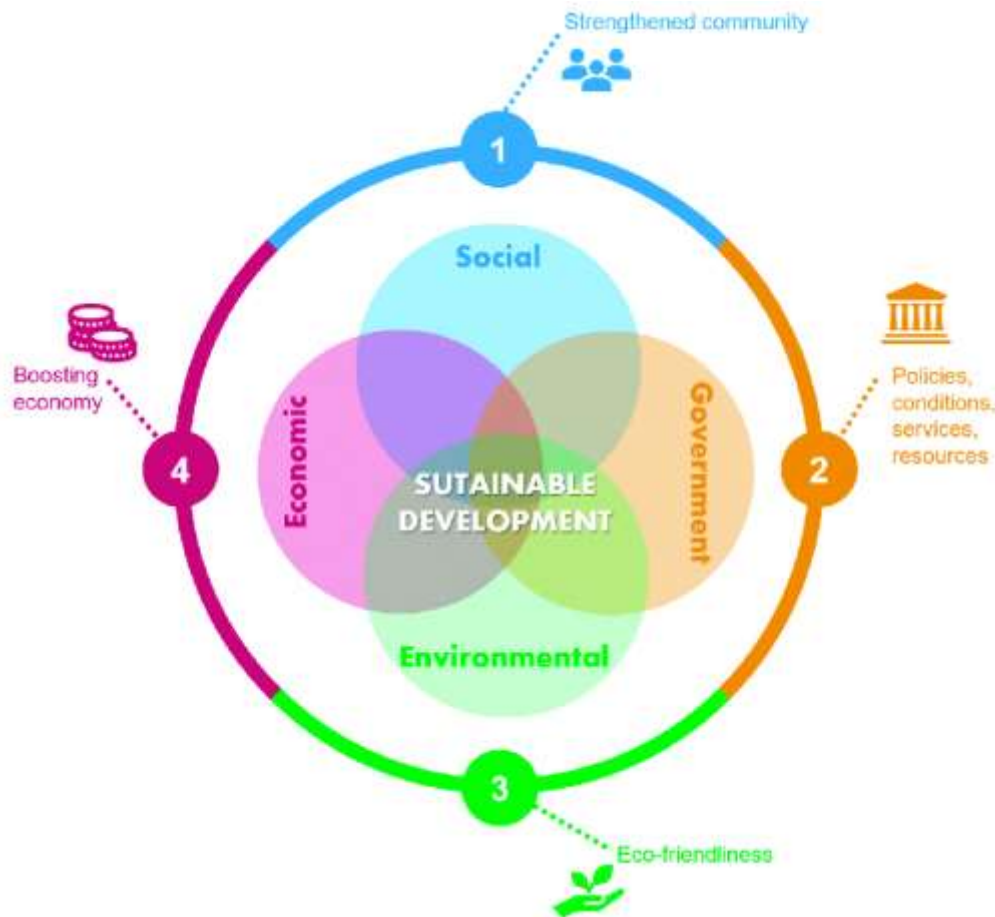 Strengthened community
1
Social
Policies,
conditions,
services,
resources
2
Government
Boosting
economy
4
Economic
SUTAINABLE
DEVELOPMENT
Environmental
3
Eco-friendliness